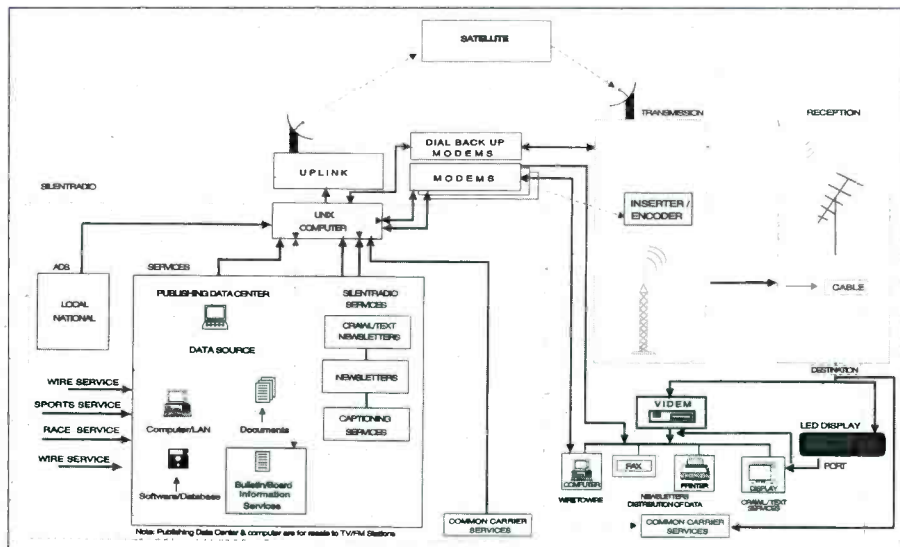 SATELLITE
TRANSMISSION
RECEPTION
DIAL BACK UP
MODEMS
UPLINK
MODEMS
SILENTRADIO
UNIX
COMPUTER
INSERTER /
ENCODER
ADS
SERVICES
LOCAL
NATIONAL
PUBLISHING DATA CENTER
SILENTRADIO
SERVICES
CABLE
DATA SOURCE
CRAWL/TEXT
NEWSLETTERS
NEWSLETTERS
DESTINATION
WIRE SERVICE
SPORTS SERVICE
RACE SERVICE
WIRE SERVICE
Computer/LAN
Documents
CAPTIONING
SERVICES
VIDEM
LED DISPLAY
PORT
Software/Database
Bulletin/Board
Information
Services
COMPUTER
FAX
PRINTER
DISPLAY
WIRE TO WIRE
NEWSLETTERS
DISTRIBUTION OF DATA
CRAWL/TEXT
SERVICES
COMMON CARRIER
SERVICES
COMMON CARRIER
SERVICES
Note: Publishing Data Center & computer are for resale to TV/FM Stations